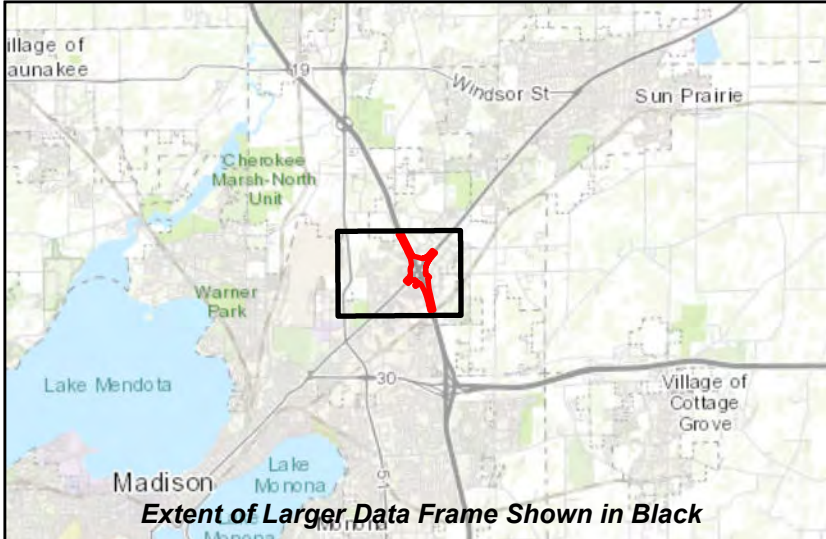 illage of
aunakee
19
Windsor St
Sun Prairie
Cherokee
Marsh-North
Unit
Warner
Park
Lake Mendota
30
Village of
Cottage
Grove
Madison
Lake
Monona
51
Extent of Larger Data Frame Shown in Black
Monona